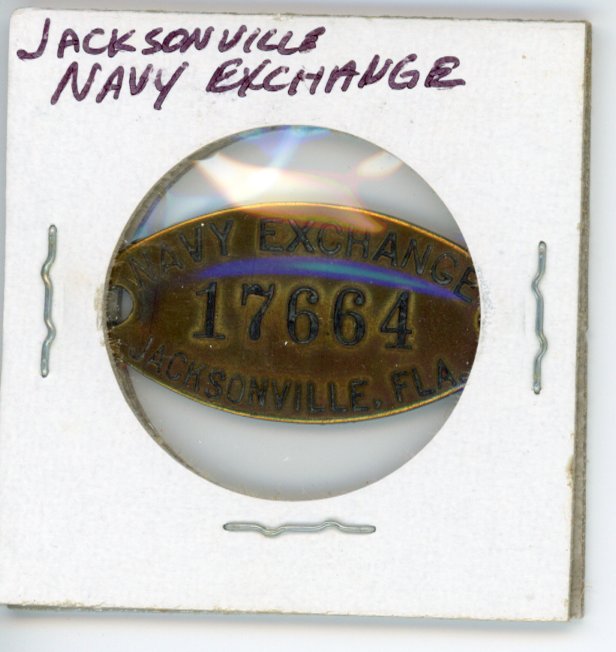 JACKSONVILLE
NAVY EXCHANGE
NAVY EXCHANGE
17664
JACKSONVILLE, FLA.